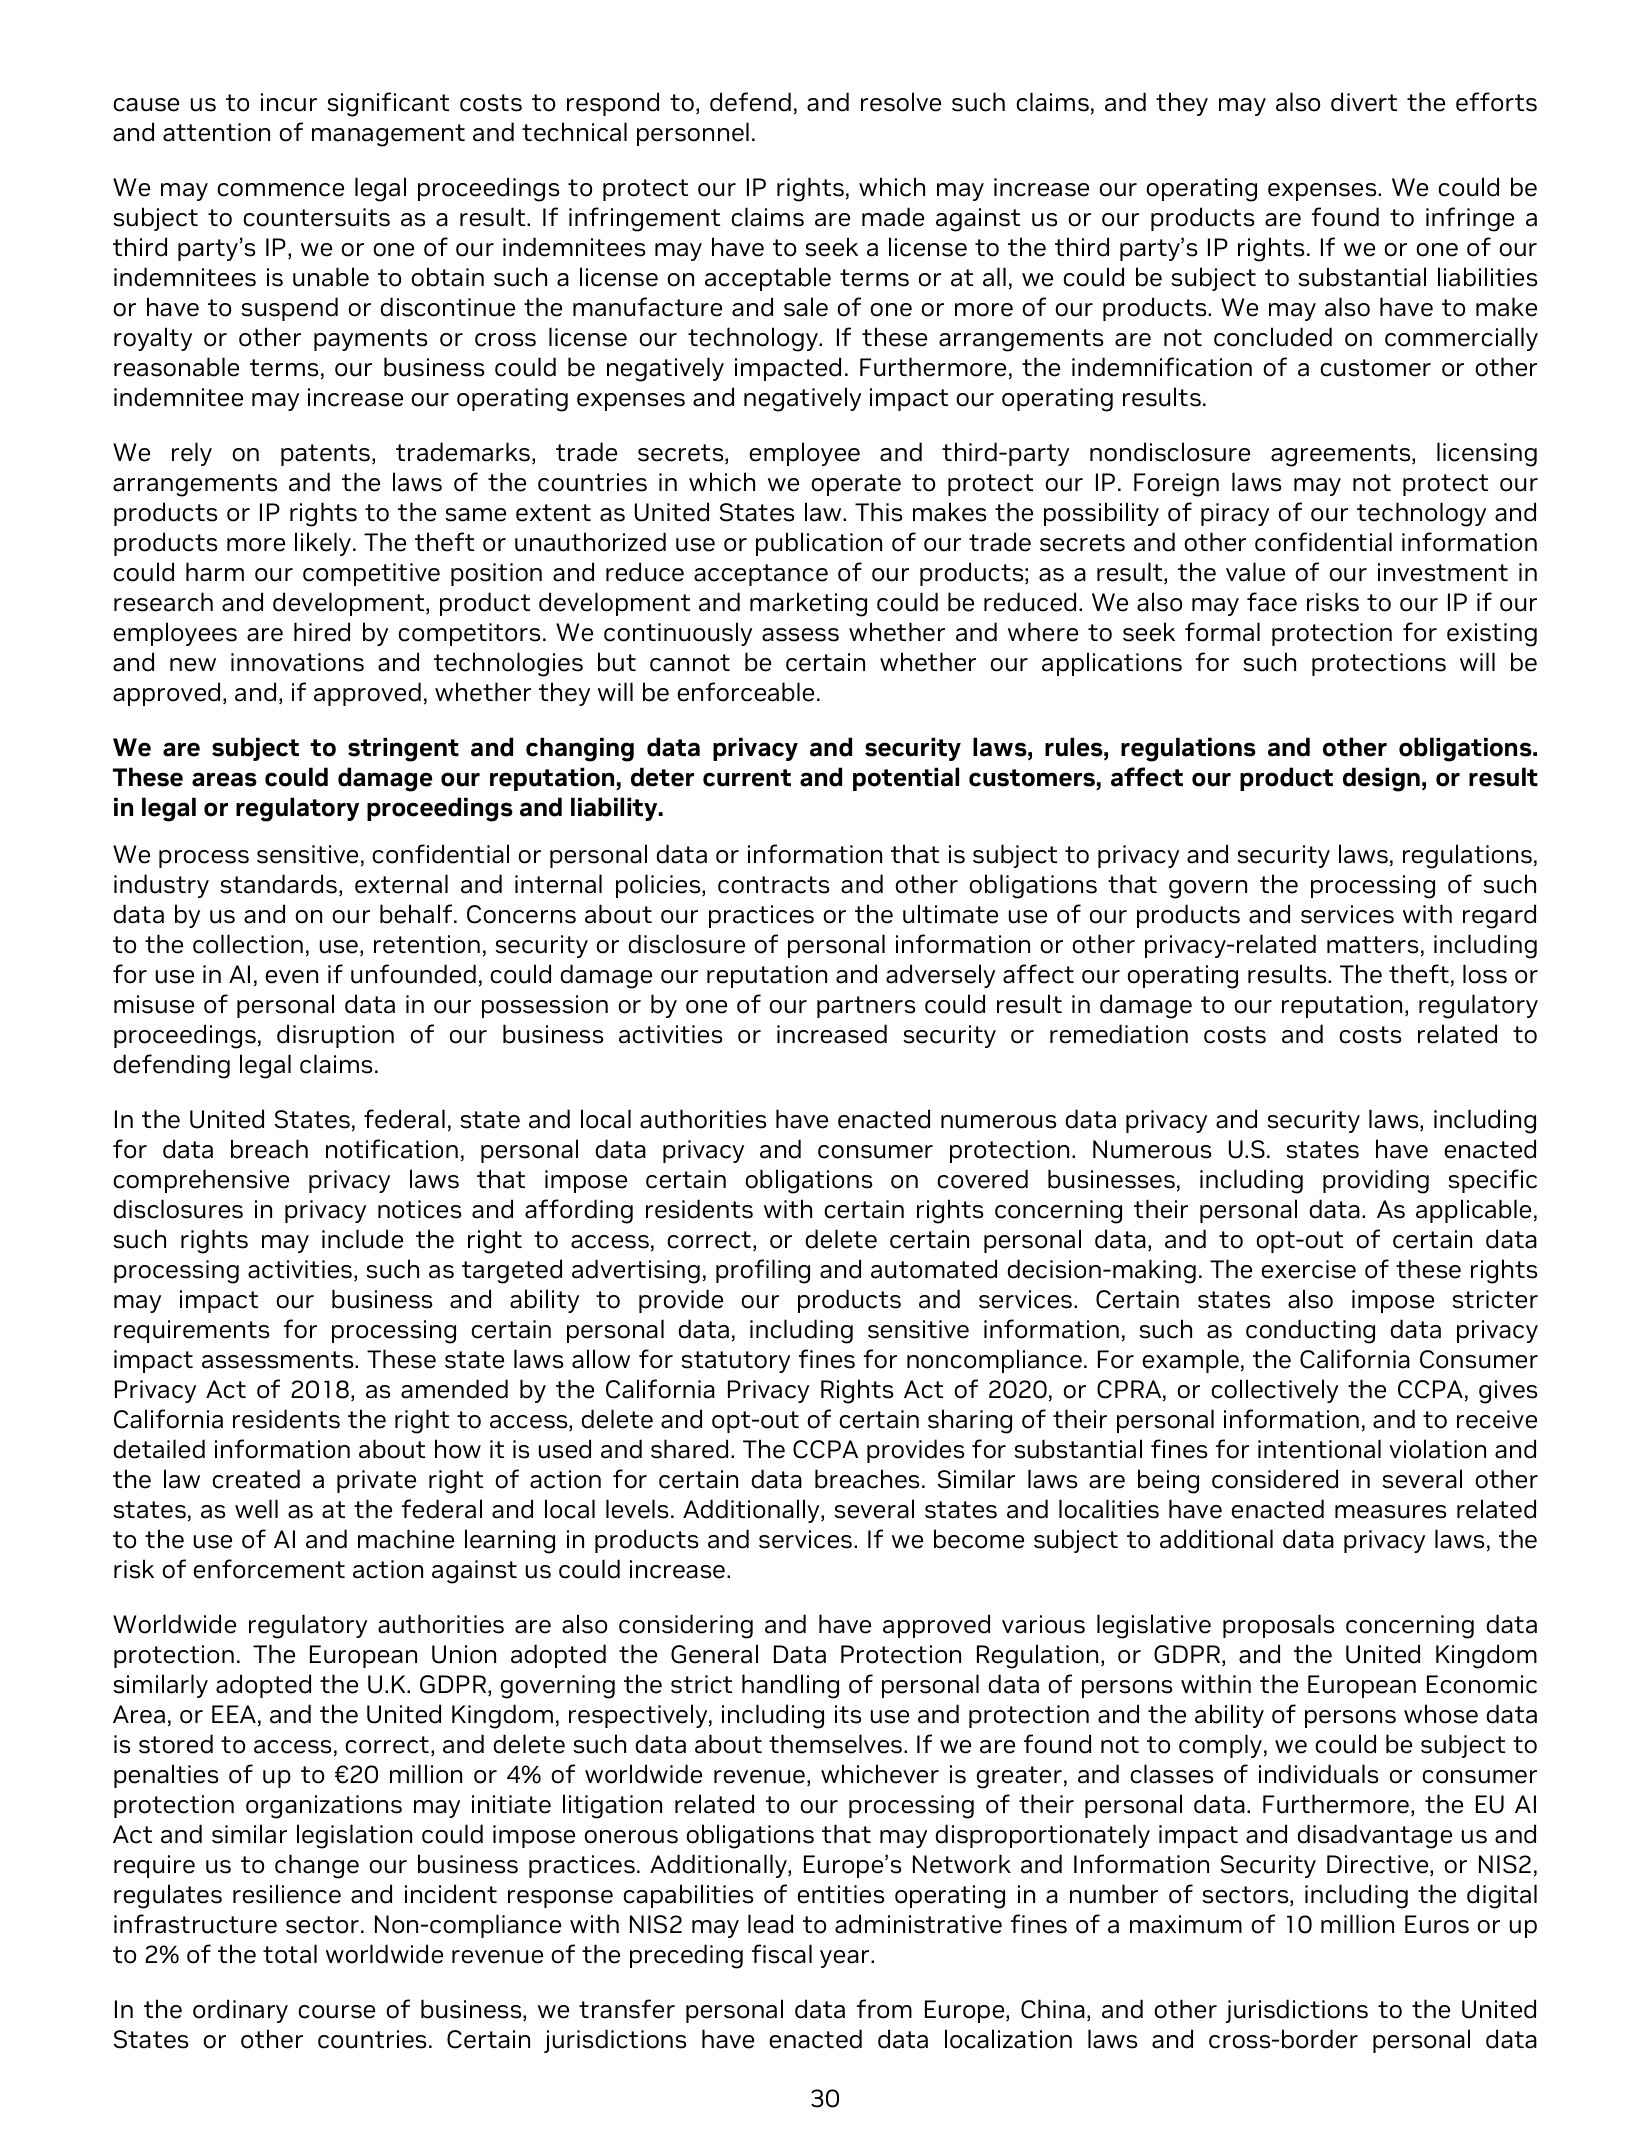 cause us to incur significant costs to respond to, defend, and resolve such claims, and they may also divert the efforts
and attention of management and technical personnel.
We may commence legal proceedings to protect our IP rights, which may increase our operating expenses. We could be
subject to countersuits as a result. If infringement claims are made against us or our products are found to infringe a
third party’s IP, we or one of our indemnitees may have to seek a license to the third party’s IP rights. If we or one of our
indemnitees is unable to obtain such a license on acceptable terms or at all, we could be subject to substantial liabilities
or have to suspend or discontinue the manufacture and sale of one or more of our products. We may also have to make
royalty or other payments or cross license our technology. If these arrangements are not concluded on commercially
reasonable terms, our business could be negatively impacted. Furthermore, the indemnification of a customer or other
indemnitee may increase our operating expenses and negatively impact our operating results.
We rely on patents, trademarks, trade secrets, employee and third-party nondisclosure agreements, licensing
arrangements and the laws of the countries in which we operate to protect our IP. Foreign laws may not protect our
products or IP rights to the same extent as United States law. This makes the possibility of piracy of our technology and
products more likely. The theft or unauthorized use or publication of our trade secrets and other confidential information
could harm our competitive position and reduce acceptance of our products; as a result, the value of our investment in
research and development, product development and marketing could be reduced. We also may face risks to our IP if our
employees are hired by competitors. We continuously assess whether and where to seek formal protection for existing
and new innovations and technologies but cannot be certain whether our applications for such protections will be
approved, and, if approved, whether they will be enforceable.
We are subject to stringent and changing data privacy and security laws, rules, regulations and other obligations.
These areas could damage our reputation, deter current and potential customers, affect our product design, or result
in legal or regulatory proceedings and liability.
We process sensitive, confidential or personal data or information that is subject to privacy and security laws, regulations,
industry standards, external and internal policies, contracts and other obligations that govern the processing of such
data by us and on our behalf. Concerns about our practices or the ultimate use of our products and services with regard
to the collection, use, retention, security or disclosure of personal information or other privacy-related matters, including
for use in AI, even if unfounded, could damage our reputation and adversely affect our operating results. The theft, loss or
misuse of personal data in our possession or by one of our partners could result in damage to our reputation, regulatory
proceedings, disruption of our business activities or increased security or remediation costs and costs related to
defending legal claims.
In the United States, federal, state and local authorities have enacted numerous data privacy and security laws, including
for data breach notification, personal data privacy and consumer protection. Numerous U.S. states have enacted
comprehensive privacy laws that impose certain obligations on covered businesses, including providing specific
disclosures in privacy notices and affording residents with certain rights concerning their personal data. As applicable,
such rights may include the right to access, correct, or delete certain personal data, and to opt-out of certain data
processing activities, such as targeted advertising, profiling and automated decision-making. The exercise of these rights
may impact our business and ability to provide our products and services. Certain states also impose stricter
requirements for processing certain personal data, including sensitive information, such as conducting data privacy
impact assessments. These state laws allow for statutory fines for noncompliance. For example, the California Consumer
Privacy Act of 2018, as amended by the California Privacy Rights Act of 2020, or CPRA, or collectively the CCPA, gives
California residents the right to access, delete and opt-out of certain sharing of their personal information, and to receive
detailed information about how it is used and shared. The CCPA provides for substantial fines for intentional violation and
the law created a private right of action for certain data breaches. Similar laws are being considered in several other
states, as well as at the federal and local levels. Additionally, several states and localities have enacted measures related
to the use of AI and machine learning in products and services. If we become subject to additional data privacy laws, the
risk of enforcement action against us could increase.
Worldwide regulatory authorities are also considering and have approved various legislative proposals concerning data
protection. The European Union adopted the General Data Protection Regulation, or GDPR, and the United Kingdom
similarly adopted the U.K. GDPR, governing the strict handling of personal data of persons within the European Economic
Area, or EEA, and the United Kingdom, respectively, including its use and protection and the ability of persons whose data
is stored to access, correct, and delete such data about themselves. If we are found not to comply, we could be subject to
penalties of up to €20 million or 4% of worldwide revenue, whichever is greater, and classes of individuals or consumer
protection organizations may initiate litigation related to our processing of their personal data. Furthermore, the EU AI
Act and similar legislation could impose onerous obligations that may disproportionately impact and disadvantage us and
require us to change our business practices. Additionally, Europe’s Network and Information Security Directive, or NIS2,
regulates resilience and incident response capabilities of entities operating in a number of sectors, including the digital
infrastructure sector. Non-compliance with NIS2 may lead to administrative fines of a maximum of 10 million Euros or up
to 2% of the total worldwide revenue of the preceding fiscal year.
In the ordinary course of business, we transfer personal data from Europe, China, and other jurisdictions to the United
States or other countries. Certain jurisdictions have enacted data localization laws and cross-border personal data
30